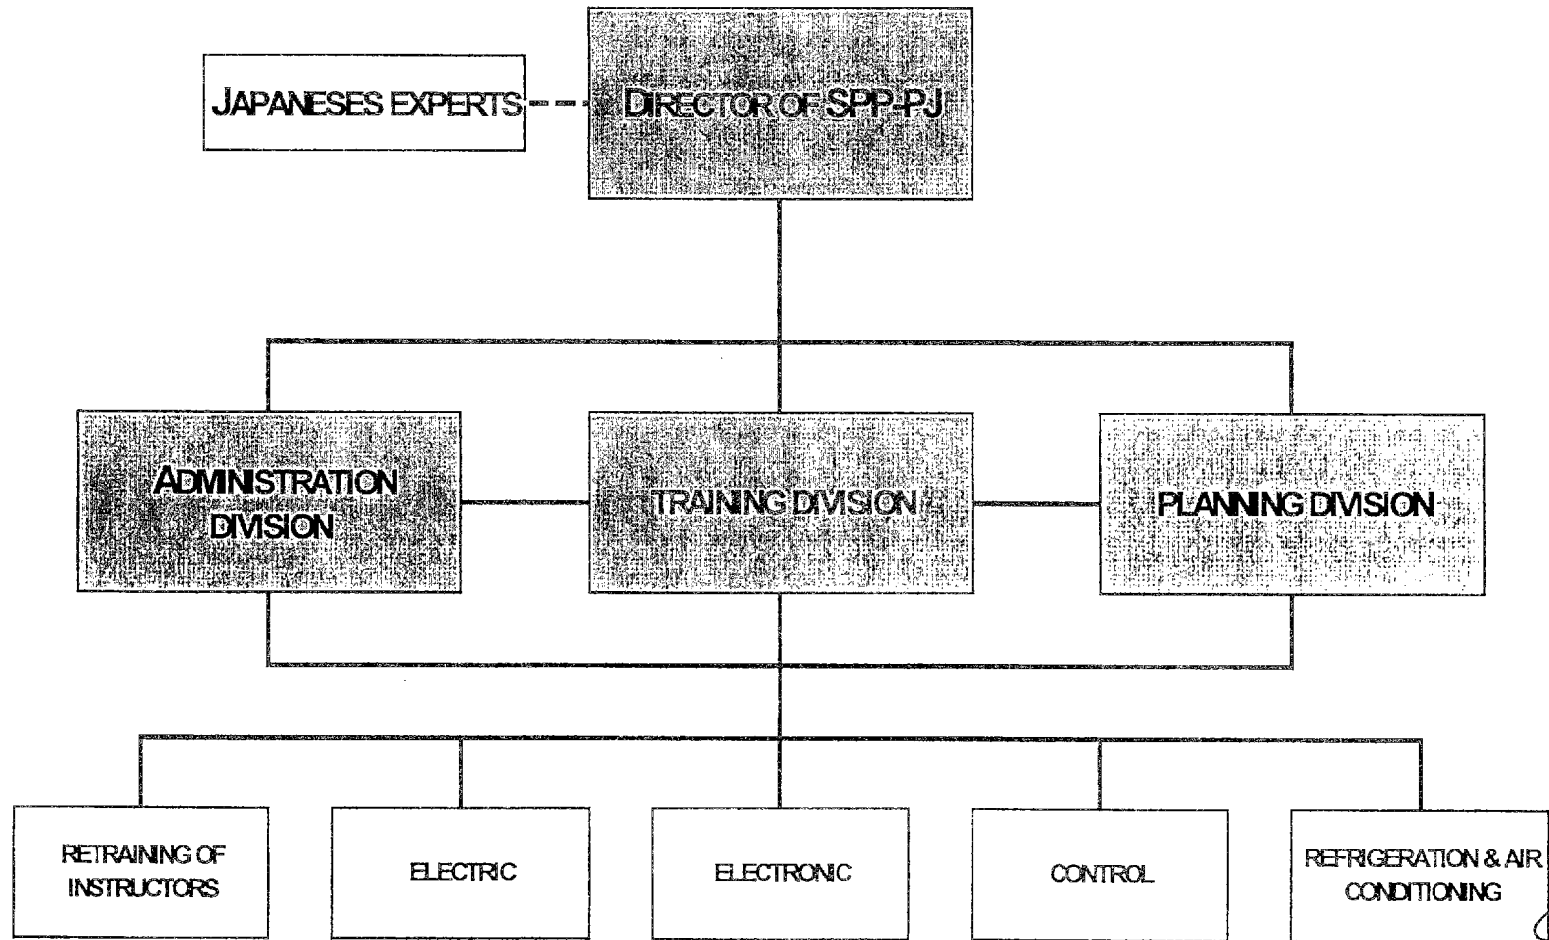 JAPANESES EXPERTS
DIRECTOR OF SPP-PJ
ADMINISTRATION
DIVISION
TRAINING DIVISION
PLANNING DIVISION
RETRAINING OF
INSTRUCTORS
ELECTRIC
ELECTRONIC
CONTROL
REFRIGERATION & AIR
CONDITIONING